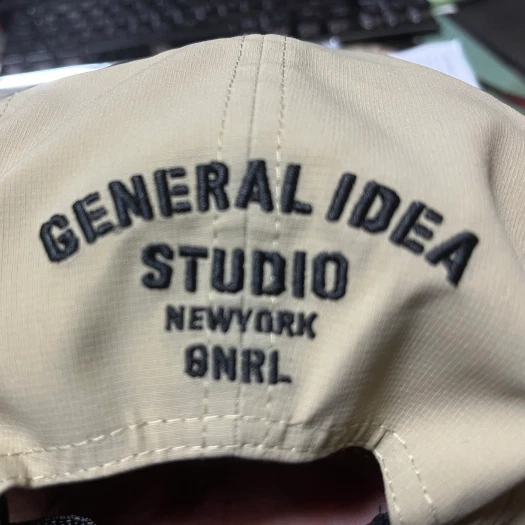 GENERAL IDEA
STUDIO
NEWYORK
GNRL